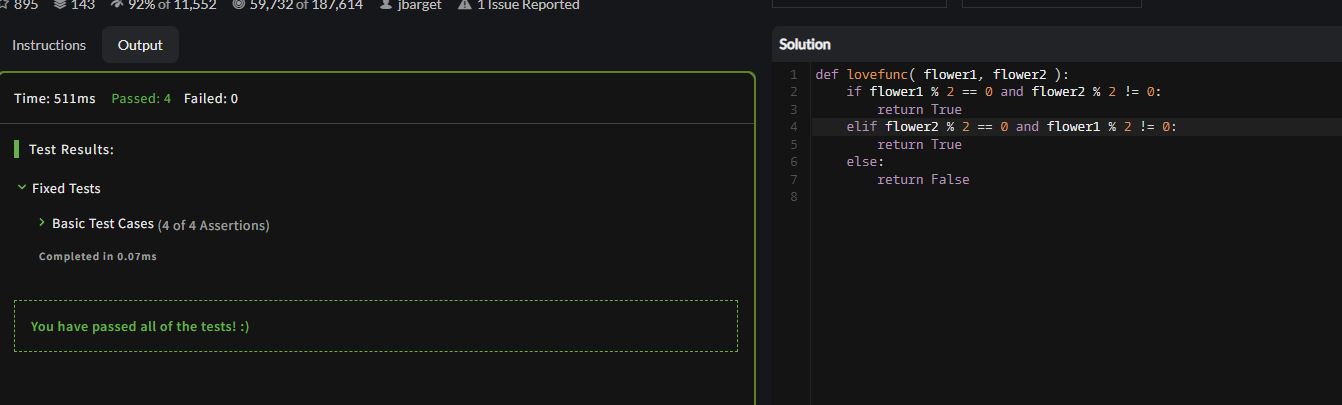 895 143 92% of 11,552 59,732 of 187,614 jbarget 1 Issue Reported
Instructions Output
Time: 511ms Passed: 4 Failed: 0
Test Results:
Fixed Tests
Basic Test Cases (4 of 4 Assertions)
Completed in 0.07ms
You have passed all of the tests! :)
Solution
1 def lovefunc( flower1, flower2 ):
2     if flower1 % 2 == 0 and flower2 % 2 != 0:
3         return True
4     elif flower2 % 2 == 0 and flower1 % 2 != 0:
5         return True
6     else:
7         return False
8